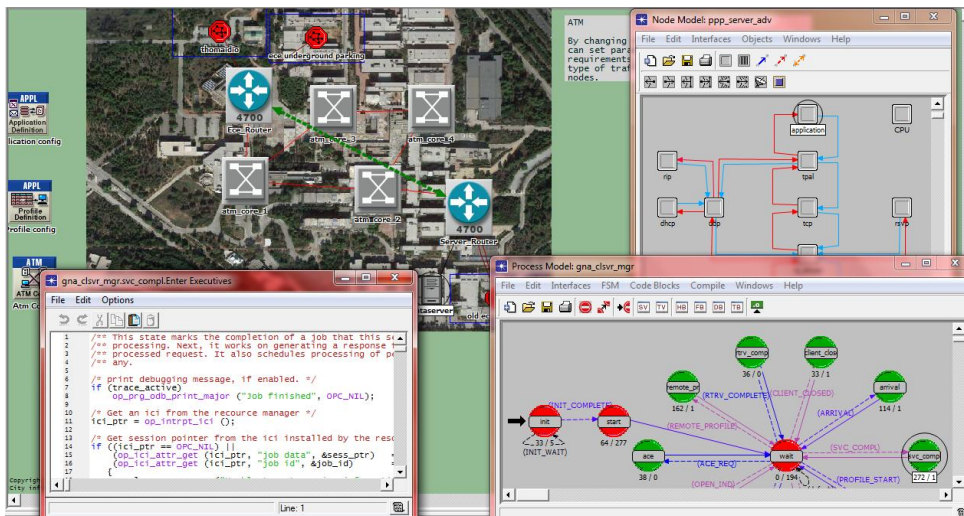 thomaidio
ece underground parking
4700
Ece_Router
atm_core_3
atm_core_4
atm_core_1
atm_core_2
4700
Server_Router
APPL
Application
Definition
lication config
APPL
Profile
Definition
Profile config
ATM
ATM
By changing
can set para
requirements
type of traf
nodes.
Node Model: ppp_server_adv
File Edit Interfaces Objects Windows Help
application
CPU
rip
tpal
dhcp
udp
tcp
rsvp
gna_clsvr_mgr.svc_compl.Enter Executives
File Edit Options
1 /** This state marks the completion of a job that this se
2 /** processing. Next, it works on generating a response
3 /** processed request. It also schedules processing of pe
4 /** any.
5
6 /* print debugging message, if enabled. */
7 if (trace_active)
8 op_prg_odb_print_major ("Job finished", OPC_NIL);
9
10 /* Get an ici from the recource manager */
11 ici_ptr = op_intrpt_ici ();
12
13 /* Get session pointer from the ici installed by the reso
14 if ((ici_ptr == OPC_NIL) ||
15 (op_ici_attr_get (ici_ptr, "job data", &sess_ptr) =
16 (op_ici_attr_get (ici_ptr, "job id", &job_id) =
17 {
Line: 1
Process Model: gna_clsvr_mgr
File Edit Interfaces FSM Code Blocks Compile Windows Help
SV TV HB FB DB TB
rtrv_comp
36 / 0
client_clos
33 / 1
remote_pr
162 / 1
arrival
114 / 1
(RTRV_COMPLETE)
(CLIENT_CLOSED)
(ARRIVAL)
(REMOTE_PROFILE)
(INIT_COMPLETE)
init
33 / 5
(INIT_WAIT)
start
64 / 277
(SVC_COMPL)
ace
38 / 0
(ACE_REQ)
wait
0 / 194
svc_comp
272 / 1
(OPEN_IND)
(PROFILE_START)